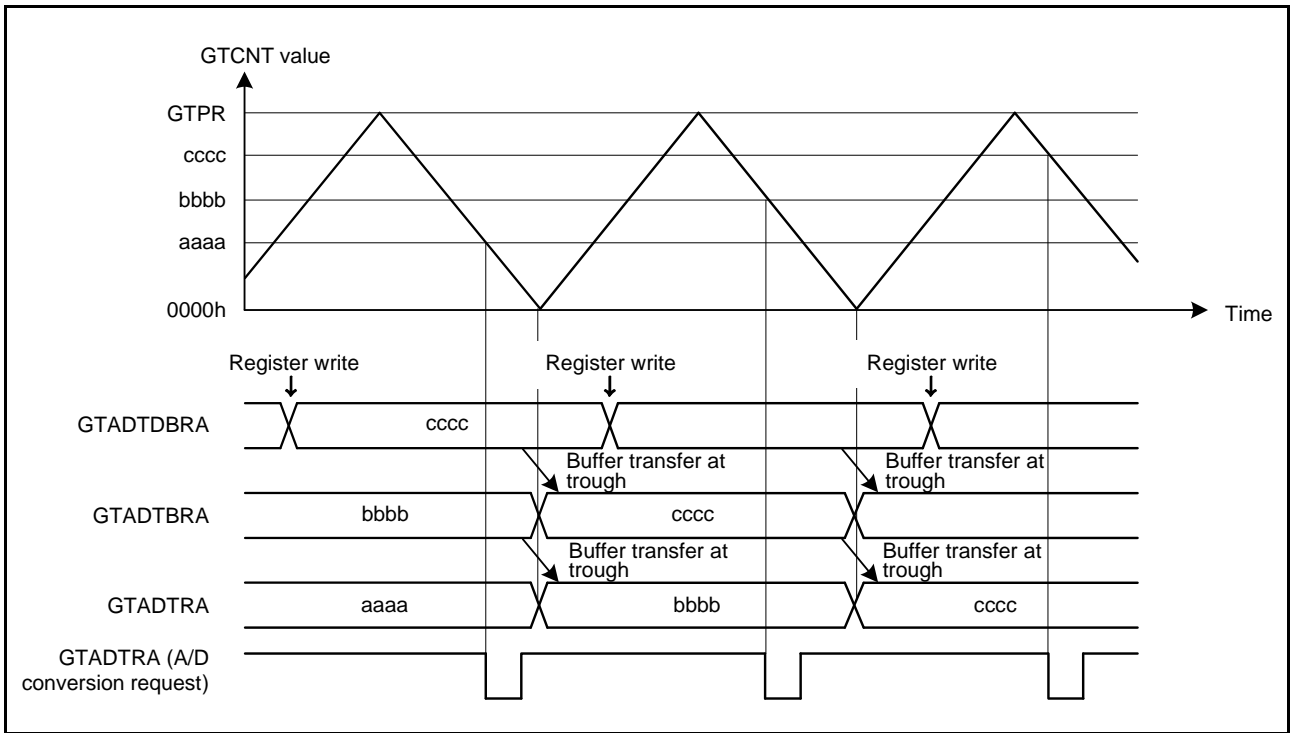 GTCNT value
GTPR
cccc
bbbb
aaaa
0000h
Time
Register write
Register write
Register write
GTADTDBRA
cccc
Buffer transfer at
trough
Buffer transfer at
trough
GTADTBRA
bbbb
cccc
Buffer transfer at
trough
Buffer transfer at
trough
GTADTRA
aaaa
bbbb
cccc
GTADTRA (A/D
conversion request)